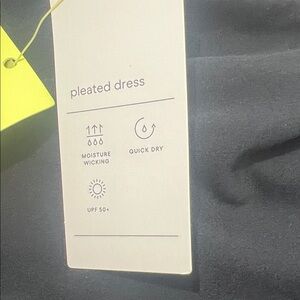 pleated dress
MOISTURE
WICKING
QUICK DRY
UPF 50+